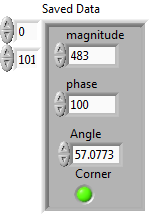 Saved Data
0
101
magnitude
483
phase
100
Angle
57.0773
Corner